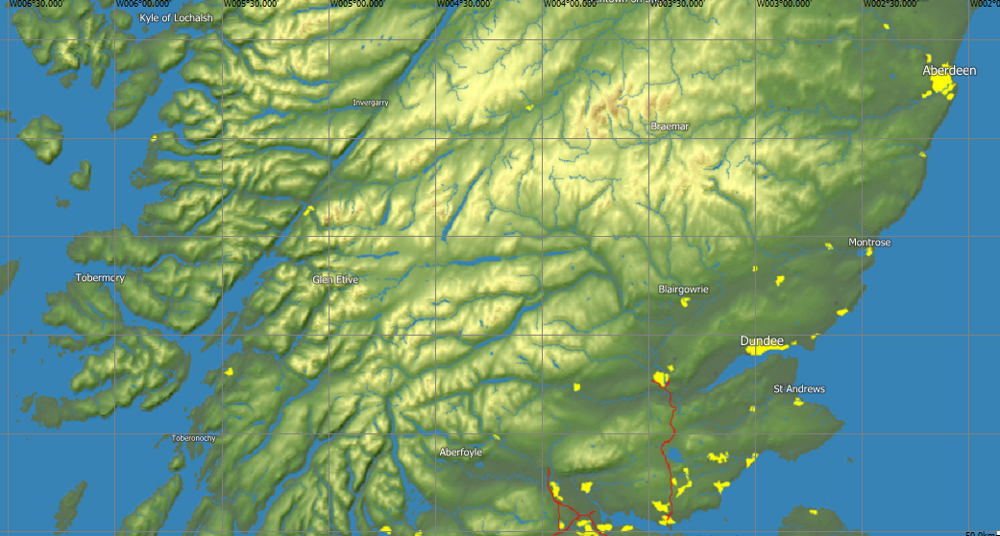 W006°30.000 W006°00.000 W005°30.000 W005°00.000 W004°30.000 W004°00.000 W003°30.000 W003°00.000 W002°30.000
Kyle of Lochalsh
Aberdeen
Invergarry
Braemar
Montrose
Tobermory
Glen Etive
Blairgowrie
Dundee
St Andrews
Toberonochy
Aberfoyle